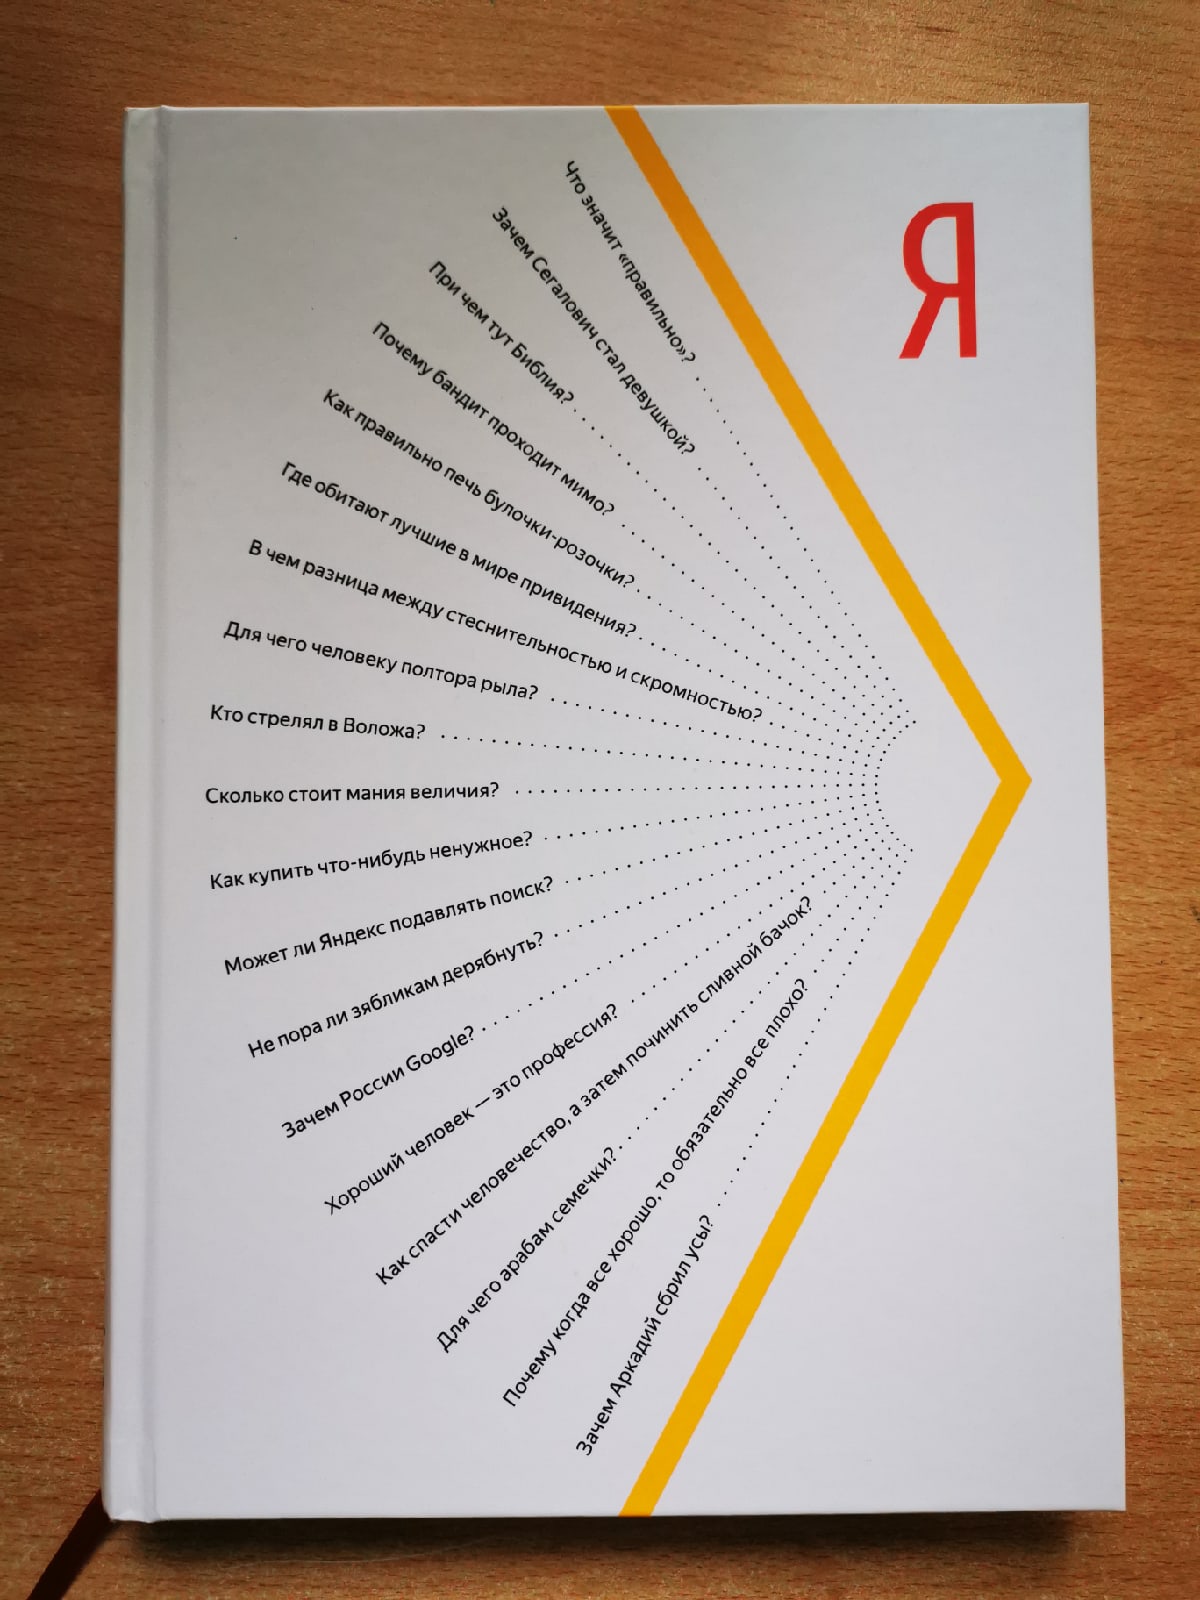 Я
Что значит «правильно»?
Зачем Сегалович стал девушкой?
При чем тут Библия?
Почему бандит проходит мимо?
Как правильно печь булочки-розочки?
Где обитают лучшие в мире привидения?
В чем разница между стеснительностью и скромностью?
Для чего человеку полтора рыла?
Кто стрелял в Воложа?
Сколько стоит мания величия?
Как купить что-нибудь ненужное?
Может ли Яндекс подавлять поиск?
Не пора ли зябликам дерябнуть?
Зачем России Google?
Хороший человек — это профессия?
Как спасти человечество, а затем починить сливной бачок?
Для чего арабам семечки?
Почему когда все хорошо, то обязательно все плохо?
Зачем Аркадий сбрил усы?